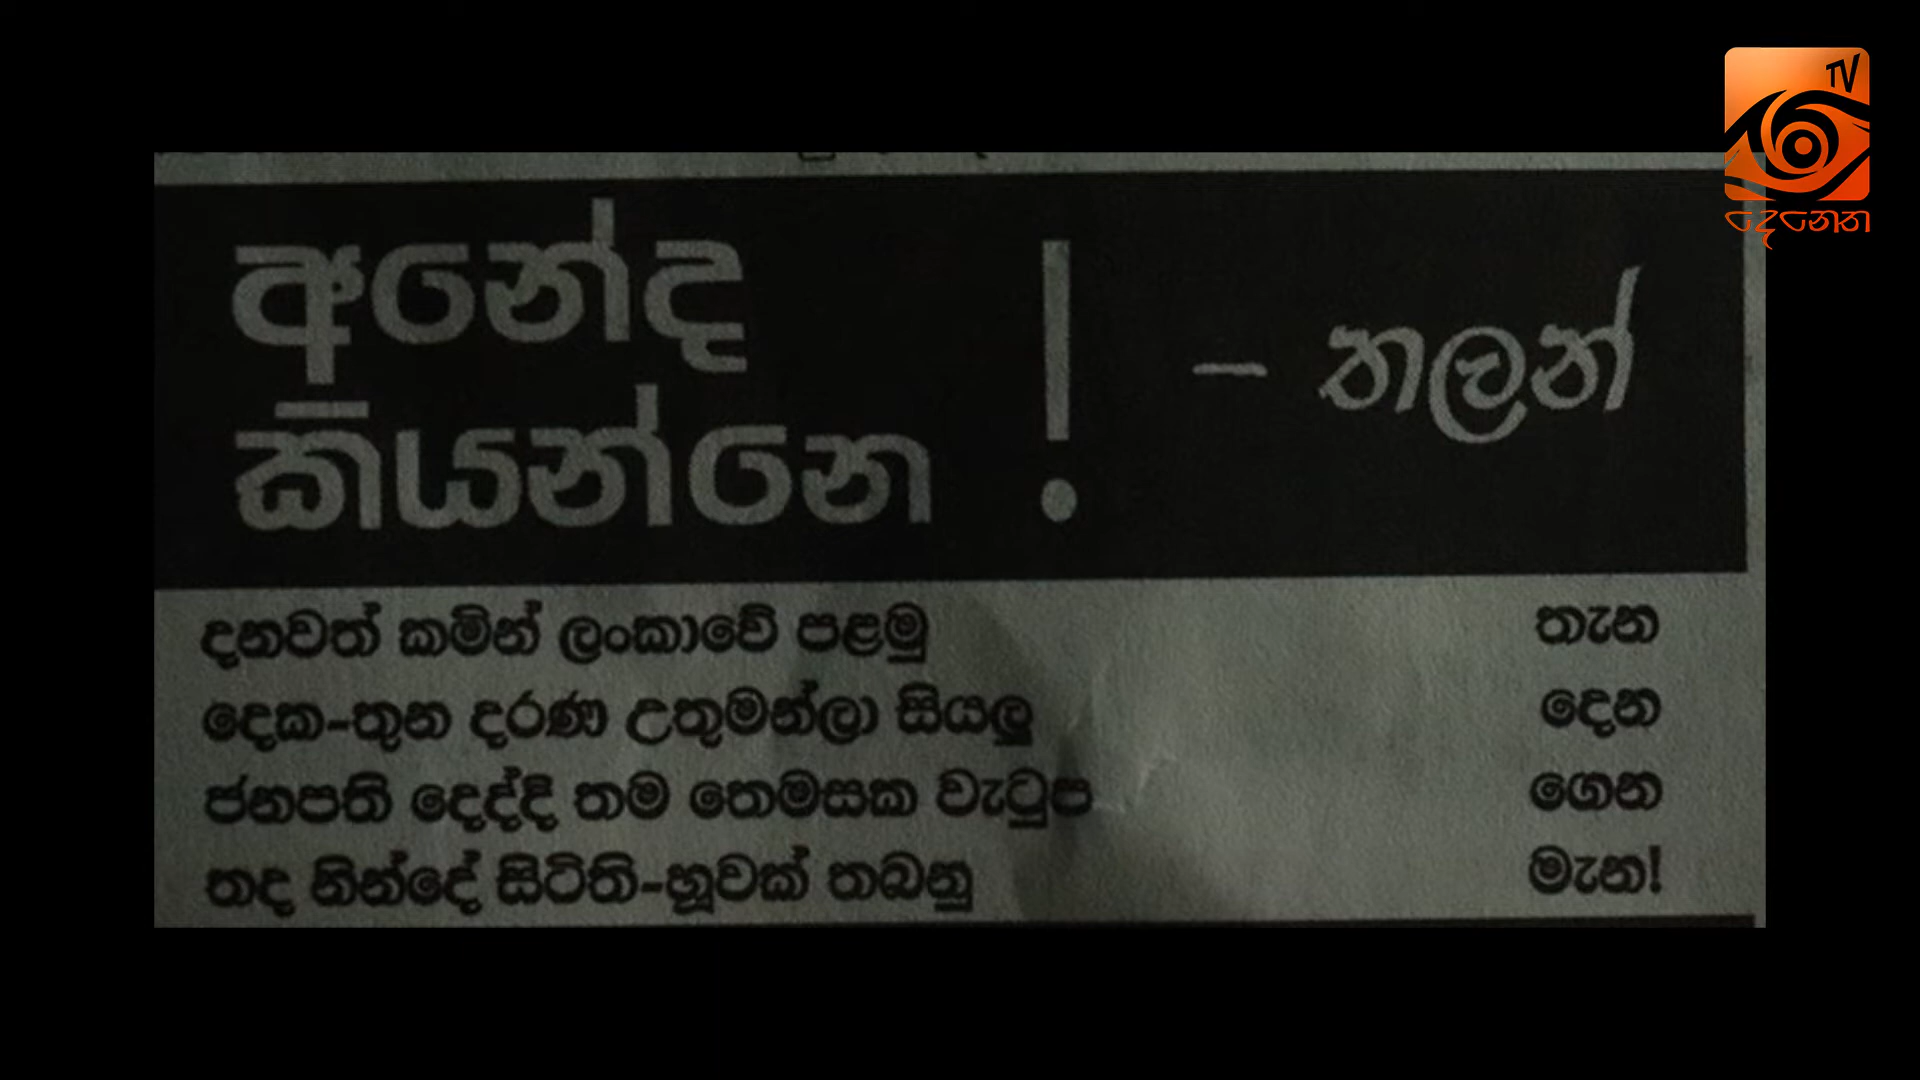 TV
දෙනෙත
අනේද
කියන්නෙ ! – තලන්
දනවත් කමින් ලංකාවේ පළමු තැන
දෙක-තුන දරණ උතුමන්ලා සියලු දෙන
ජනපති දෙද්දි තම තෙමසක වැටුප ගෙන
තද නින්දේ සිටිති-හූවක් තබනු මැන!